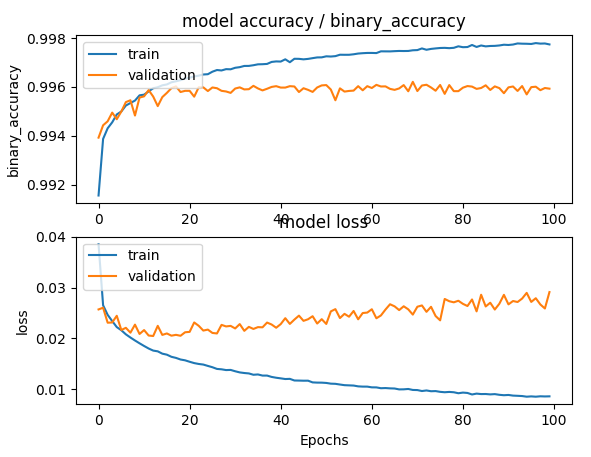 model accuracy / binary_accuracy
0.998
0.996
0.994
0.992
binary_accuracy
train
validation
0 20 40 60 80 100
model loss
0.04
0.03
0.02
0.01
loss
train
validation
0 20 40 60 80 100
Epochs